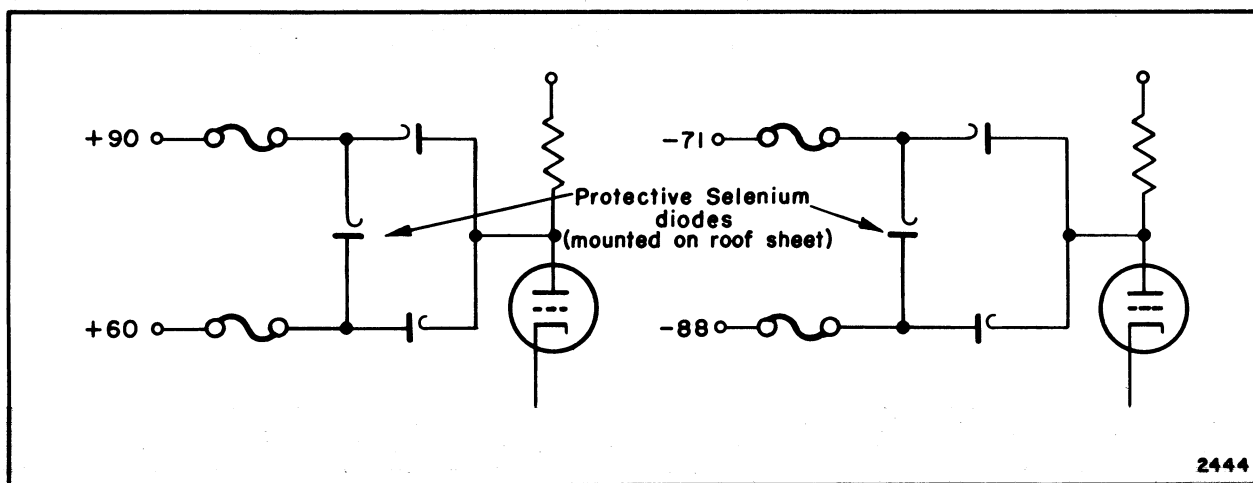 +90
-71
Protective Selenium
diodes
(mounted on roof sheet)
+60
-88
2444